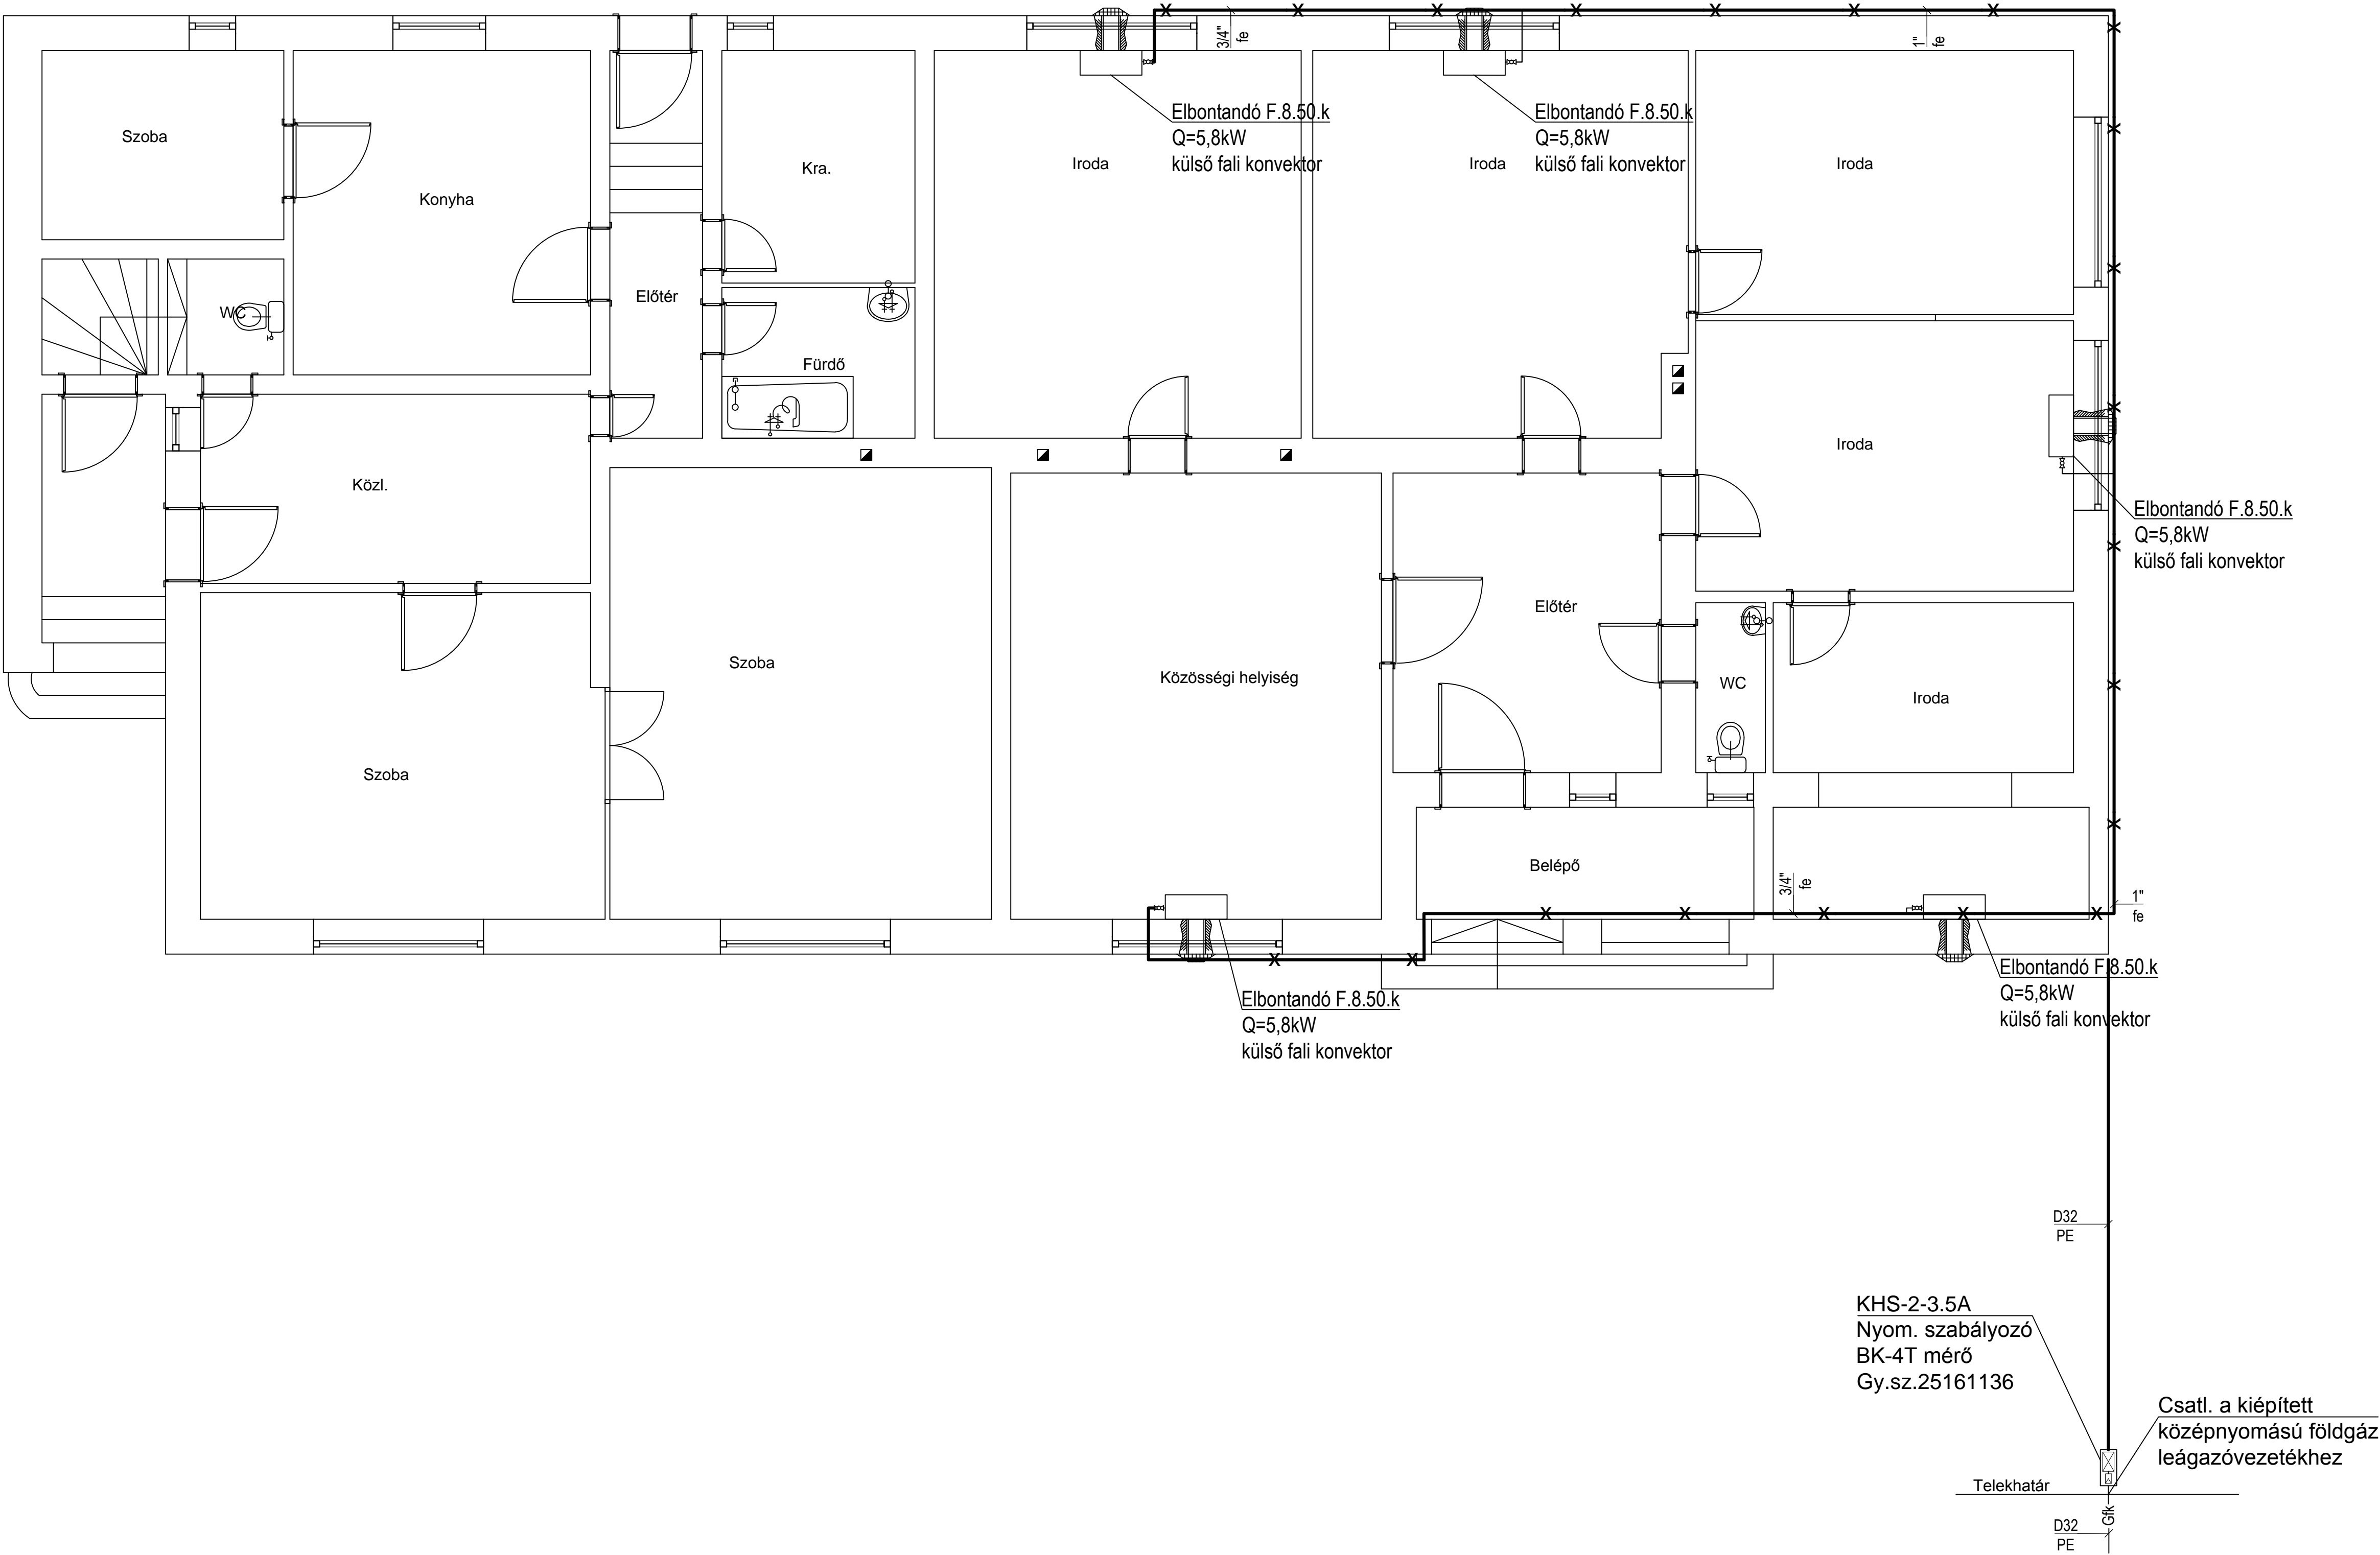 3/4"
fe
1"
fe
Szoba
Konyha
Kra.
Iroda
Elbontandó F.8.50.k
Q=5,8kW
külső fali konvektor
Iroda
Elbontandó F.8.50.k
Q=5,8kW
külső fali konvektor
Iroda
WC
Előtér
Fürdő
Iroda
Közl.
Elbontandó F.8.50.k
Q=5,8kW
külső fali konvektor
Szoba
Szoba
Közösségi helyiség
Előtér
WC
Iroda
Belépő
3/4"
fe
1"
fe
Elbontandó F.8.50.k
Q=5,8kW
külső fali konvektor
Elbontandó F.8.50.k
Q=5,8kW
külső fali konvektor
D32
PE
KHS-2-3.5A
Nyom. szabályozó
BK-4T mérő
Gy.sz.25161136
Csatl. a kiépített
középnyomású földgáz
leágazóvezetékhez
Telekhatár
Gfk
D32
PE